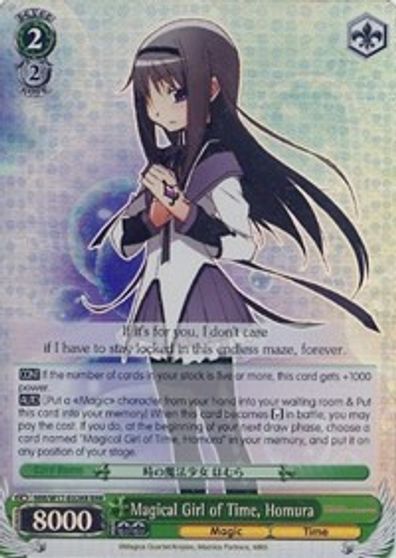 LEVEL
2
2
If it's for you, I don't care
if I have to stay locked in this endless maze, forever.
CONT If the number of cards in your stock is five or more, this card gets +1000
power.
AUTO [Put a «Magic» character from your hand into your waiting room & Put
this card into your memory] When this card becomes [REVERSE] in battle, you may
pay the cost. If you do, at the beginning of your next draw phase, choose a card
named "Magical Girl of Time, Homura" in your memory, and put it on any
position of your stage.
時の魔法少女 ほむら
8000
Magical Girl of Time, Homura
Magic
Time